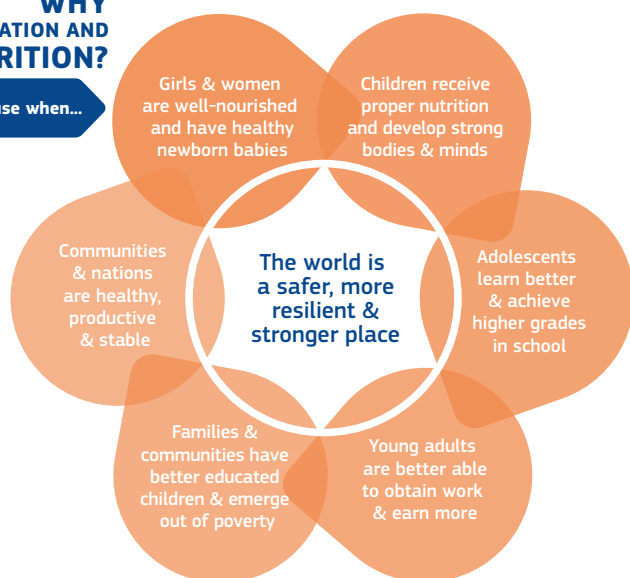 WHY
ATION AND
RITION?
use when...
Girls & women
are well-nourished
and have healthy
newborn babies
Children receive
proper nutrition
and develop strong
bodies & minds
Adolescents
learn better
& achieve
higher grades
in school
Young adults
are better able
to obtain work
& earn more
Families &
communities have
better educated
children & emerge
out of poverty
Communities
& nations
are healthy,
productive
& stable
The world is
a safer, more
resilient &
stronger place